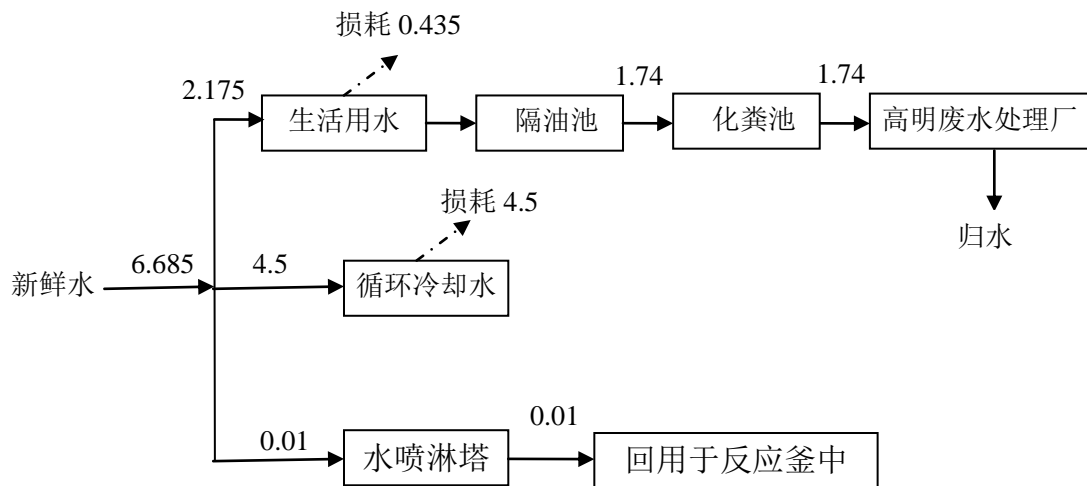 损耗 0.435
2.175
1.74
1.74
生活用水
隔油池
化粪池
高明废水处理厂
损耗 4.5
归水
新鲜水
6.685
4.5
循环冷却水
0.01
0.01
水喷淋塔
回用于反应釜中